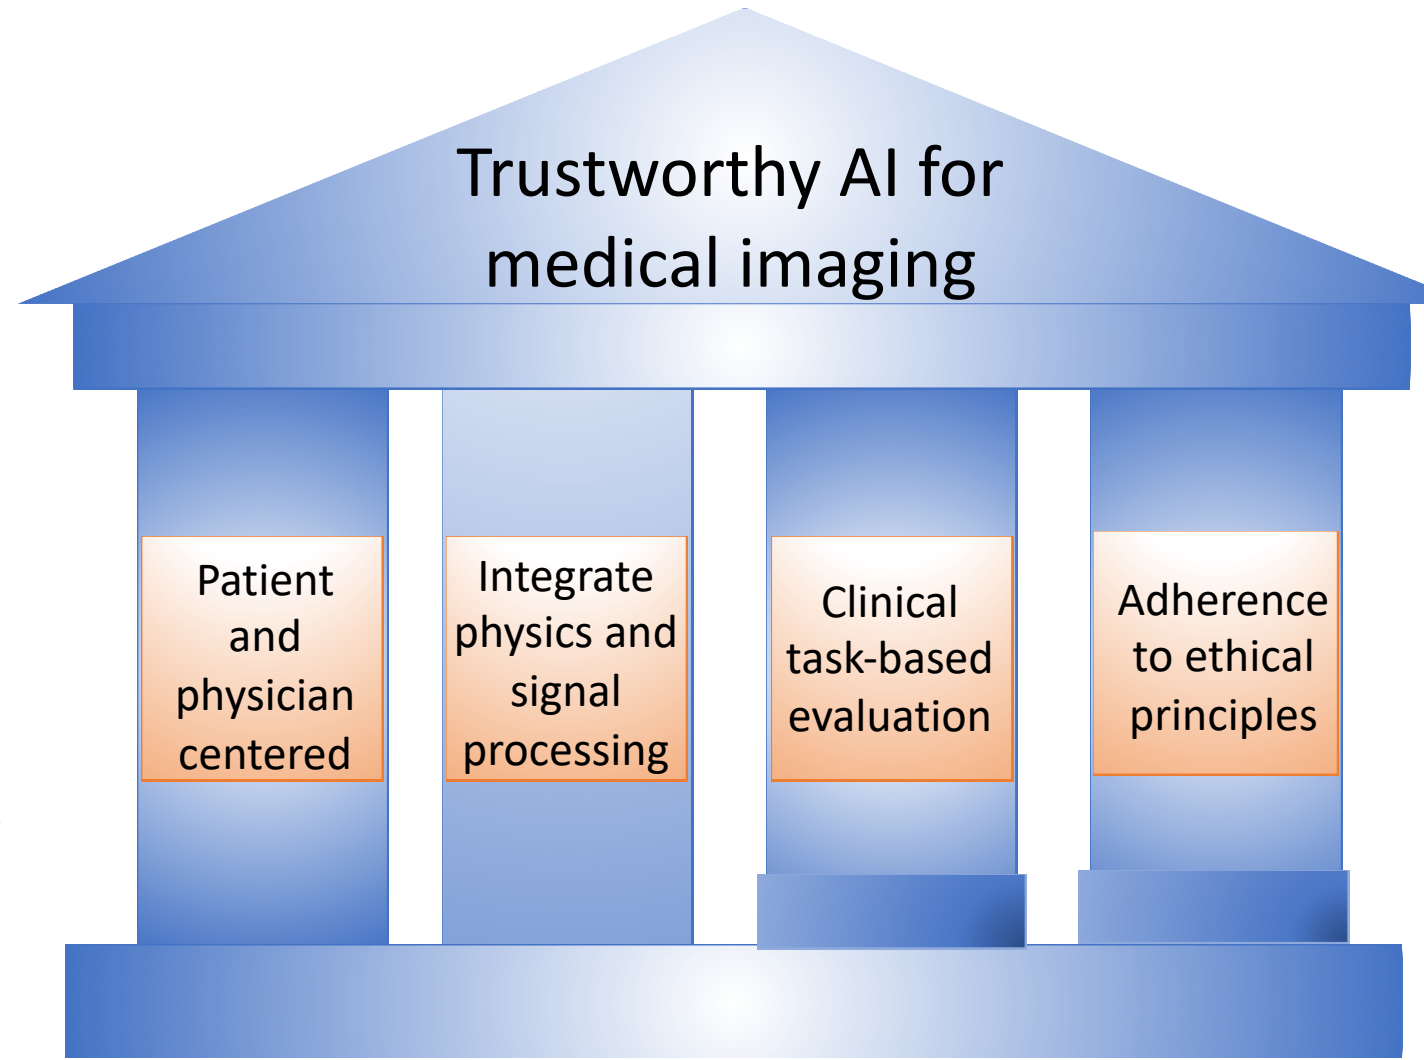 Trustworthy AI for
medical imaging
Patient
and
physician
centered
Integrate
physics and
signal
processing
Clinical
task-based
evaluation
Adherence
to ethical
principles